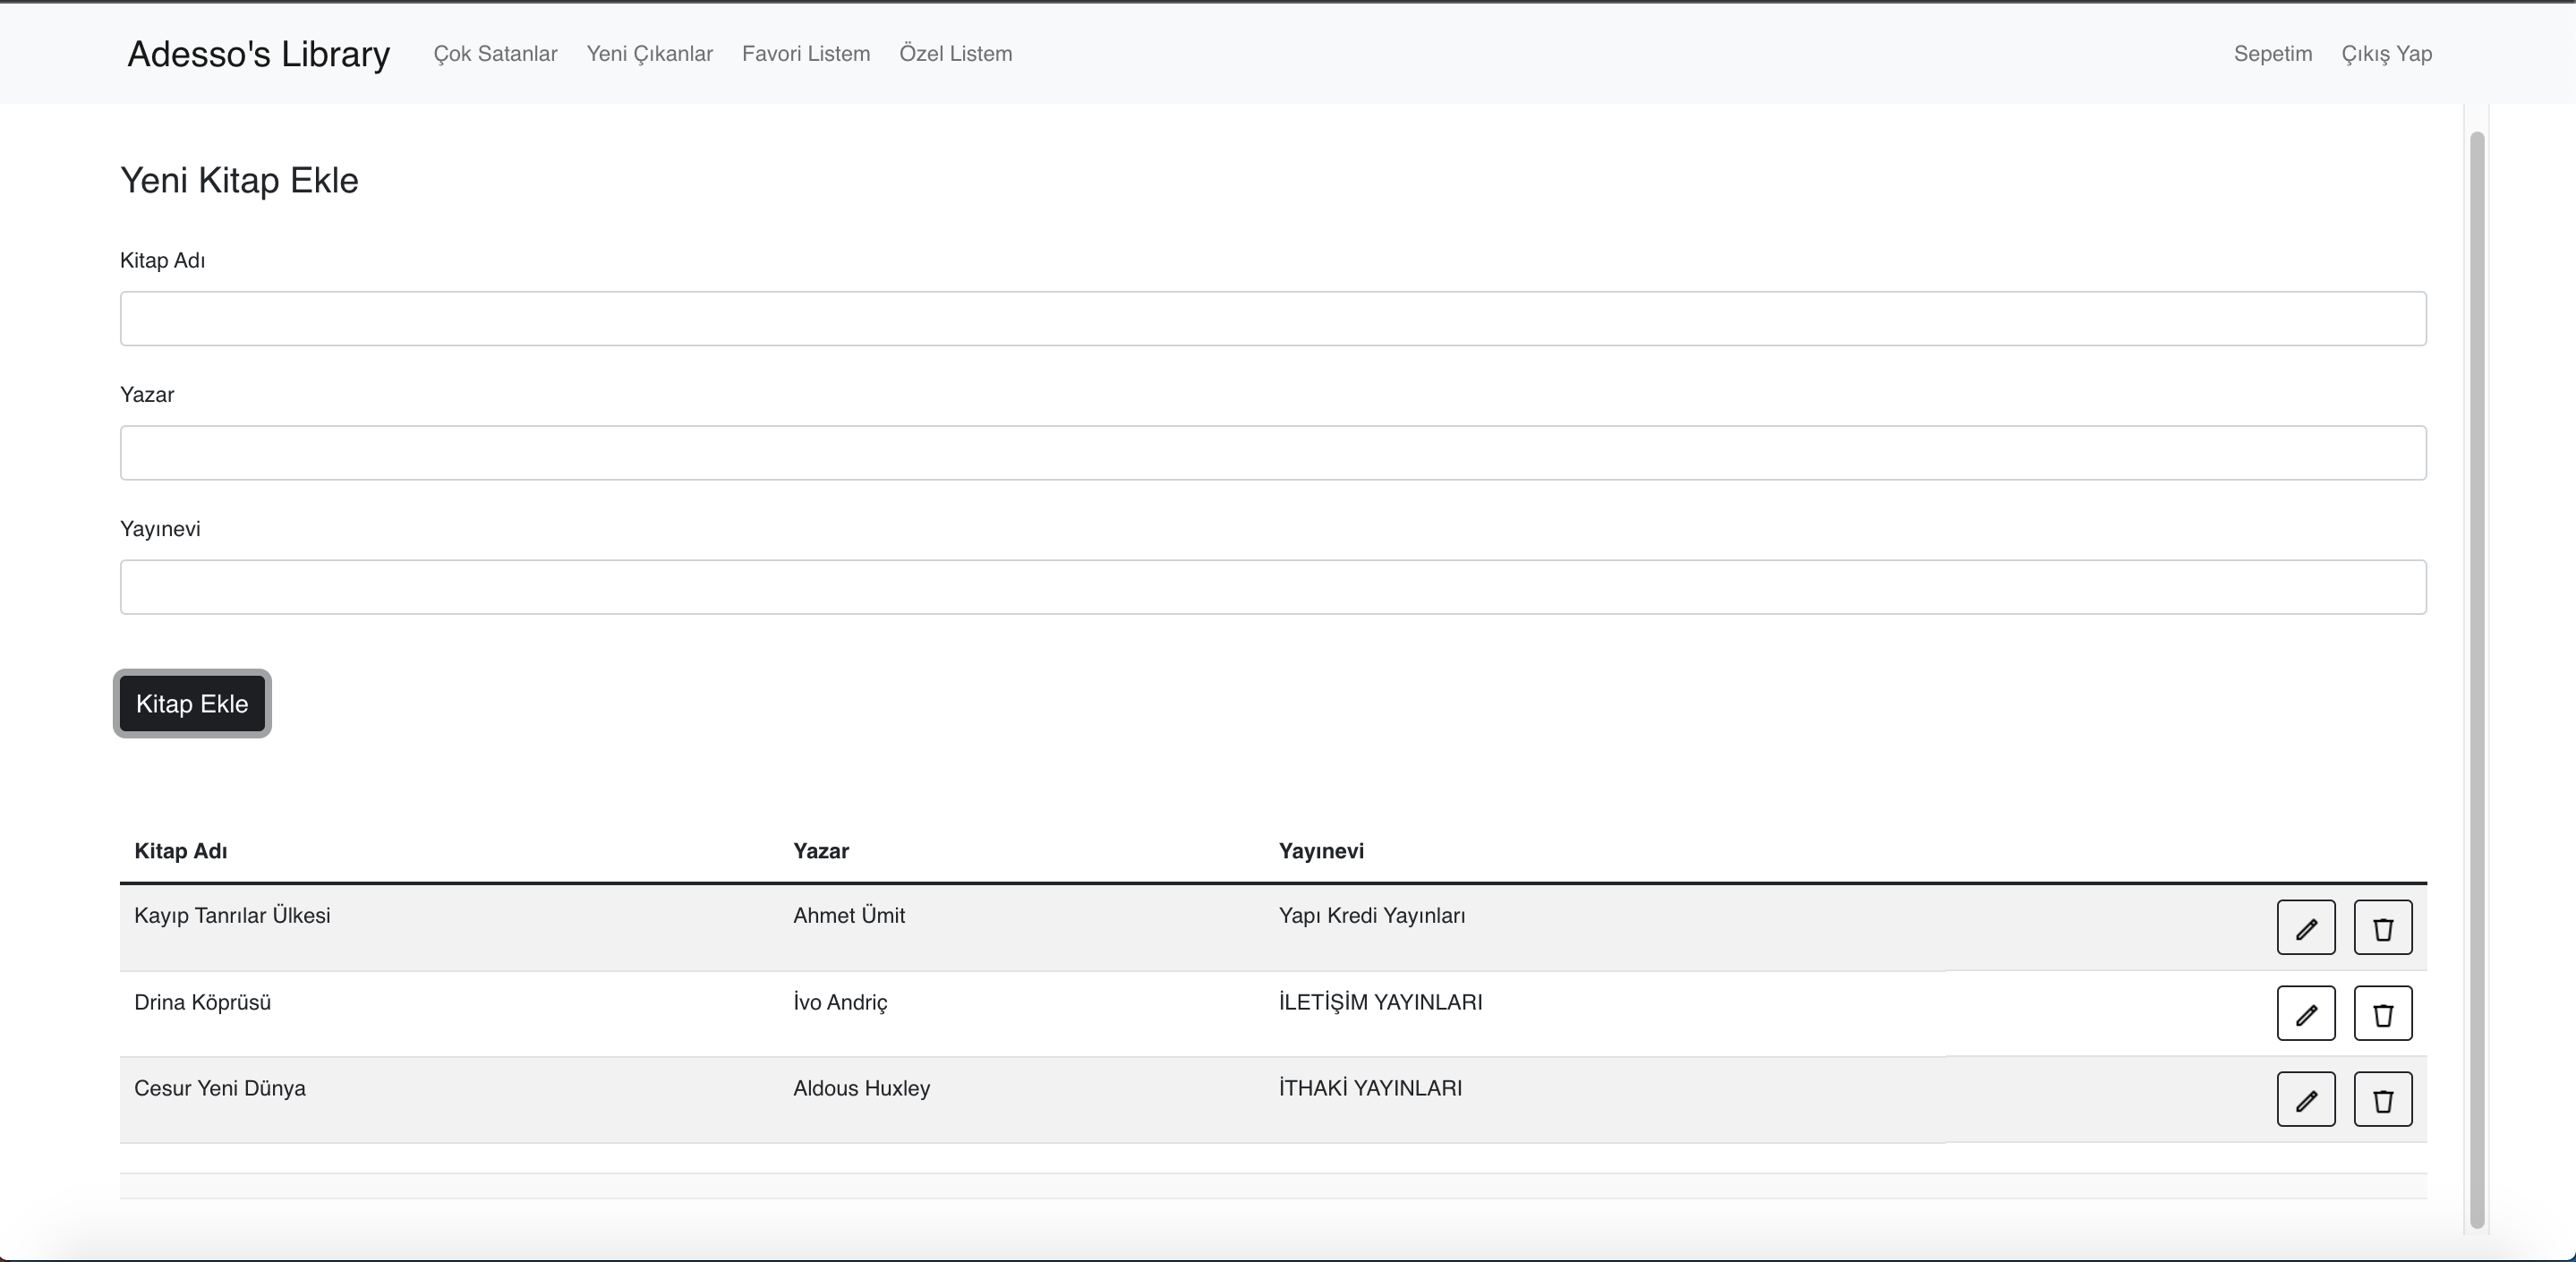 Adesso's Library Çok Satanlar Yeni Çıkanlar Favori Listem Özel Listem Sepetim Çıkış Yap
Yeni Kitap Ekle
Kitap Adı
Yazar
Yayınevi
Kitap Ekle
Kitap Adı Yazar Yayınevi
Kayıp Tanrılar Ülkesi Ahmet Ümit Yapı Kredi Yayınları
Drina Köprüsü İvo Andriç İLETİŞİM YAYINLARI
Cesur Yeni Dünya Aldous Huxley İTHAKİ YAYINLARI